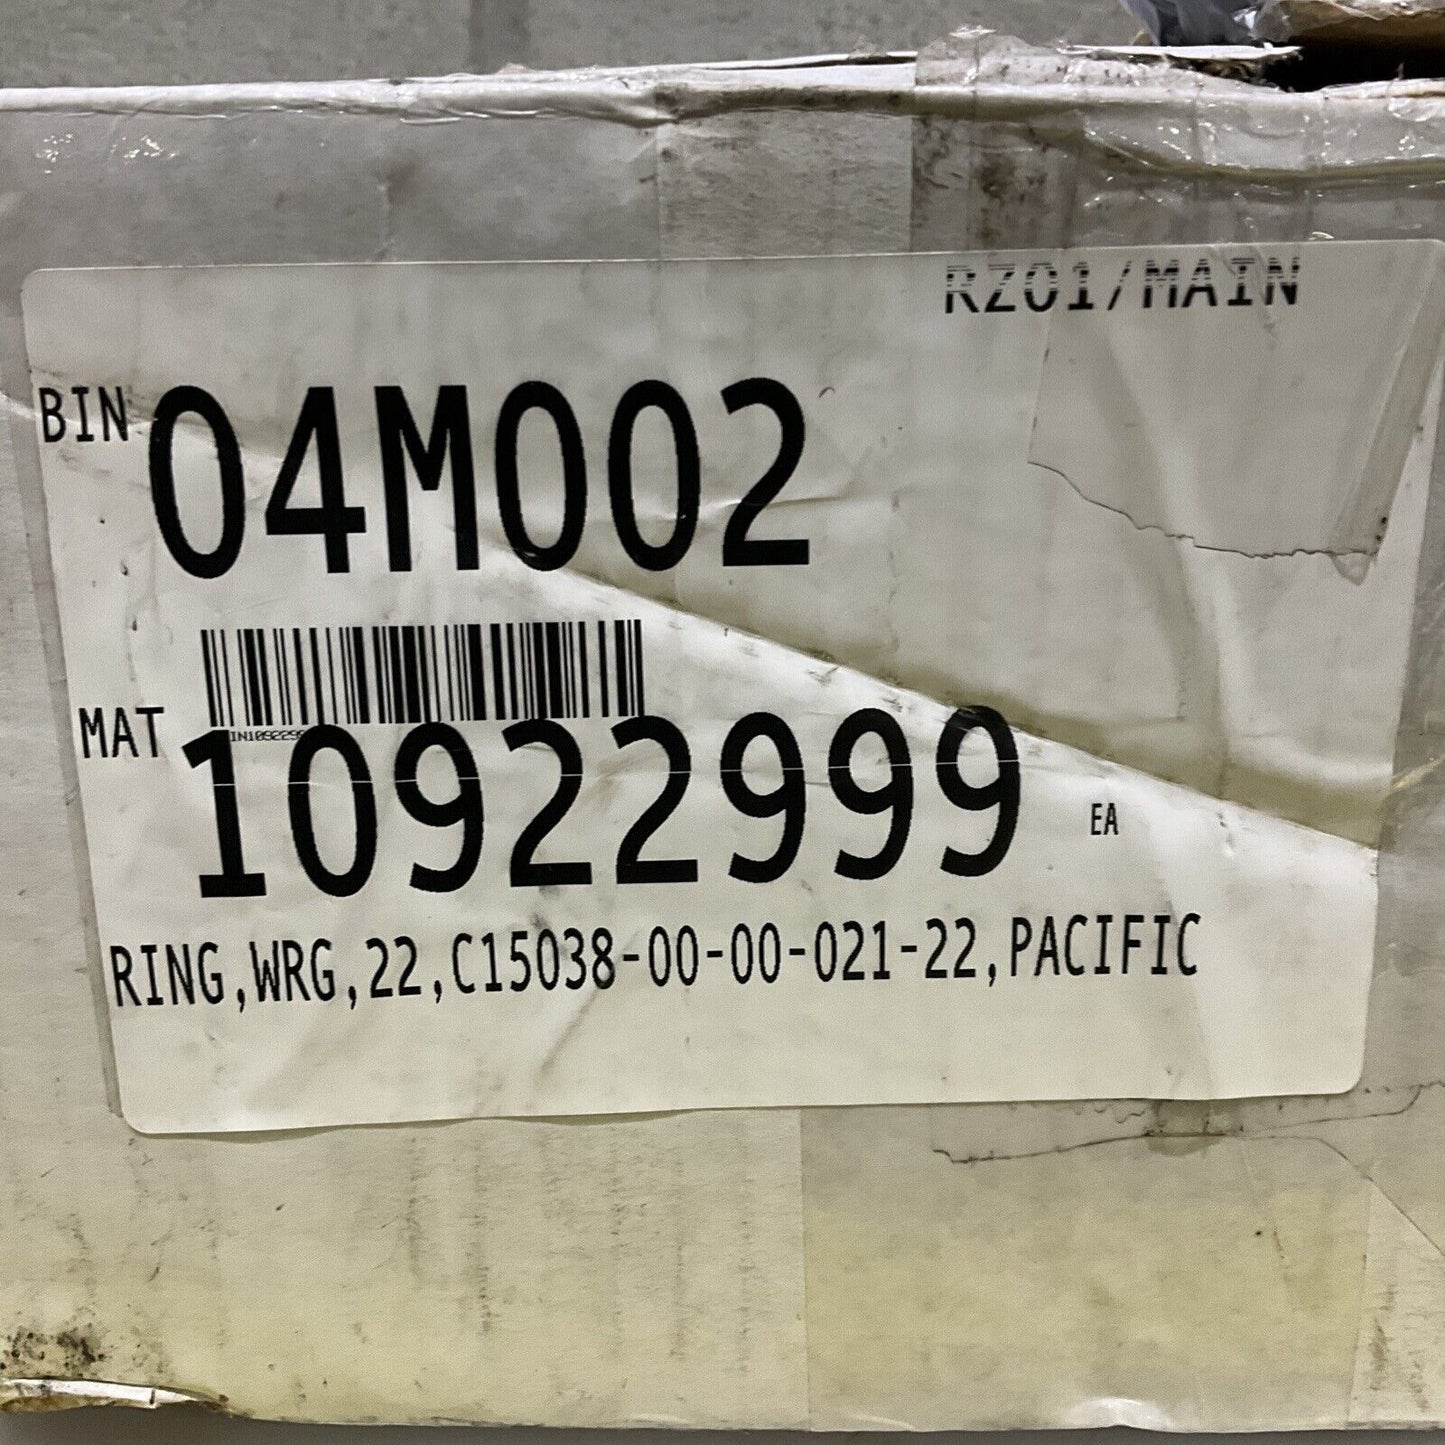 RZ01/MAIN
BIN 04M002
MAT 10922999 EA
RING,WRG,22,C15038-00-00-021-22,PACIFIC